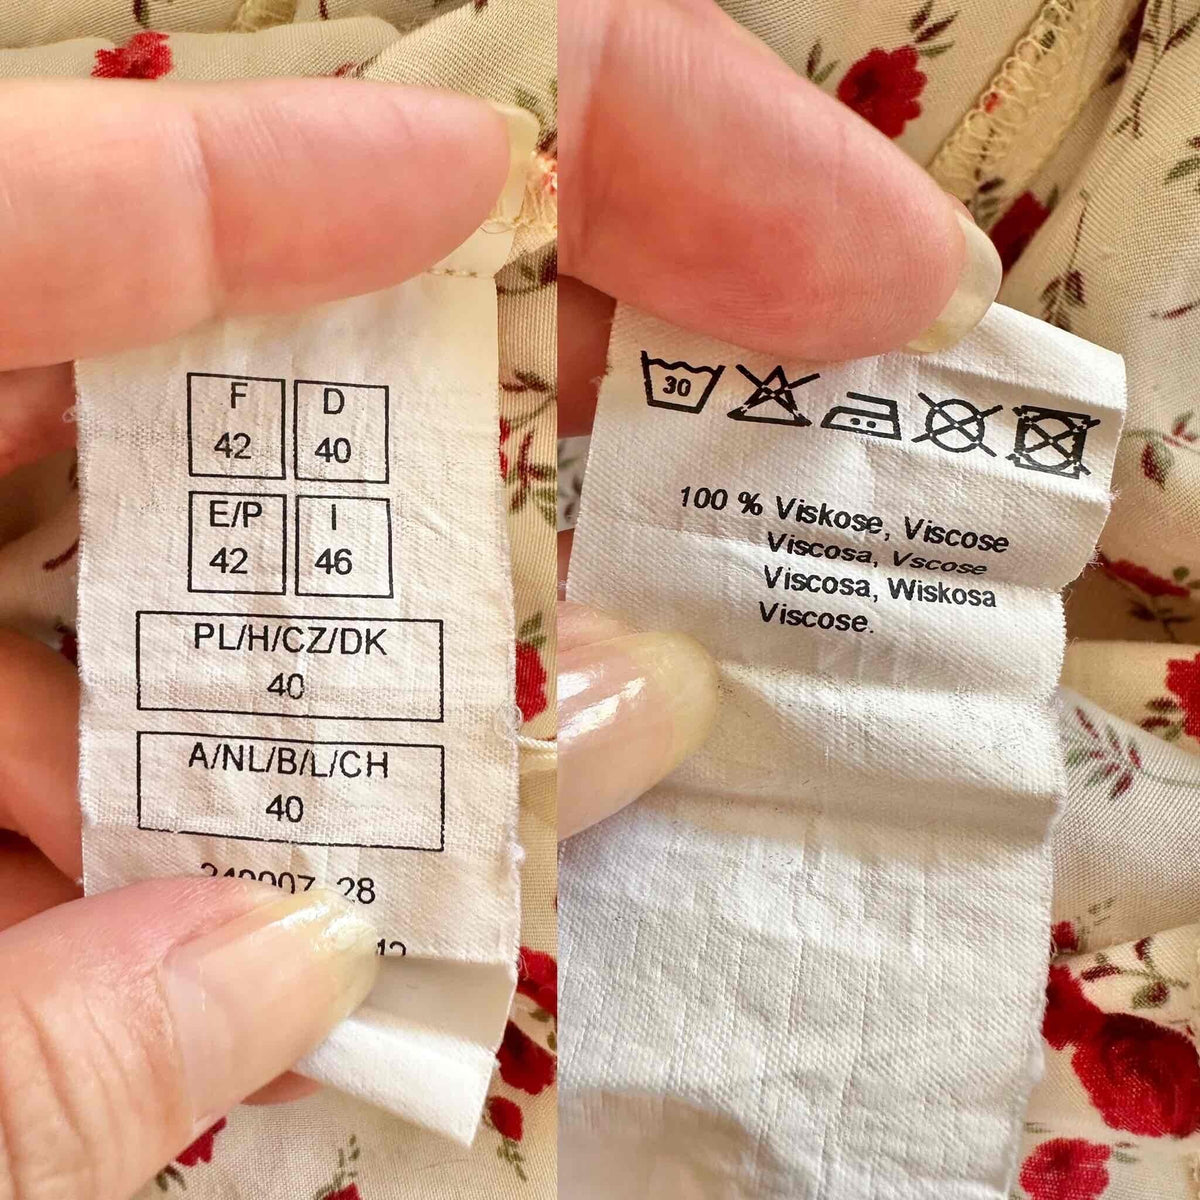 F
42
D
40
E/P
42
I
46
PL/H/CZ/DK
40
A/NL/B/L/CH
40
28
30
100 % Viskose, Viscose
Viscosa, Vscose
Viscosa, Wiskosa
Viscose.